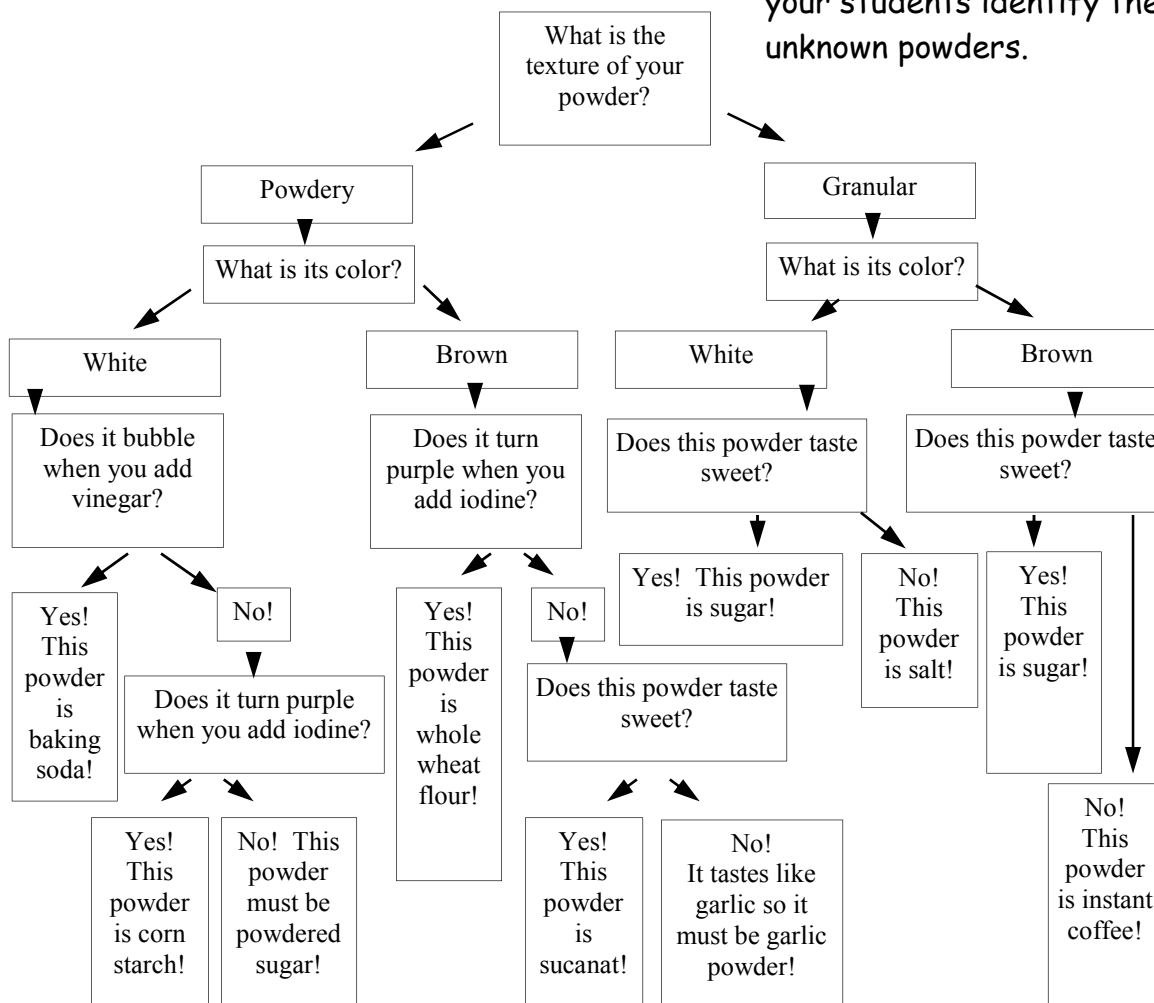 your students identify the
unknown powders.
What is the
texture of your
powder?
Powdery
Granular
What is its color?
What is its color?
White
Brown
White
Brown
Does it bubble
when you add
vinegar?
Does it turn
purple when you
add iodine?
Does this powder taste
sweet?
Does this powder taste
sweet?
Yes!
This
powder
is
baking
soda!
No!
Yes!
This
powder
is
whole
wheat
flour!
No!
Yes!  This powder
is sugar!
No!
This
powder
is salt!
Yes!
This
powder
is sugar!
Does it turn purple
when you add iodine?
Does this powder taste
sweet?
Yes!
This
powder
is corn
starch!
No!  This
powder
must be
powdered
sugar!
Yes!
This
powder
is
sucanat!
No!
It tastes like
garlic so it
must be garlic
powder!
No!
This
powder
is instant
coffee!